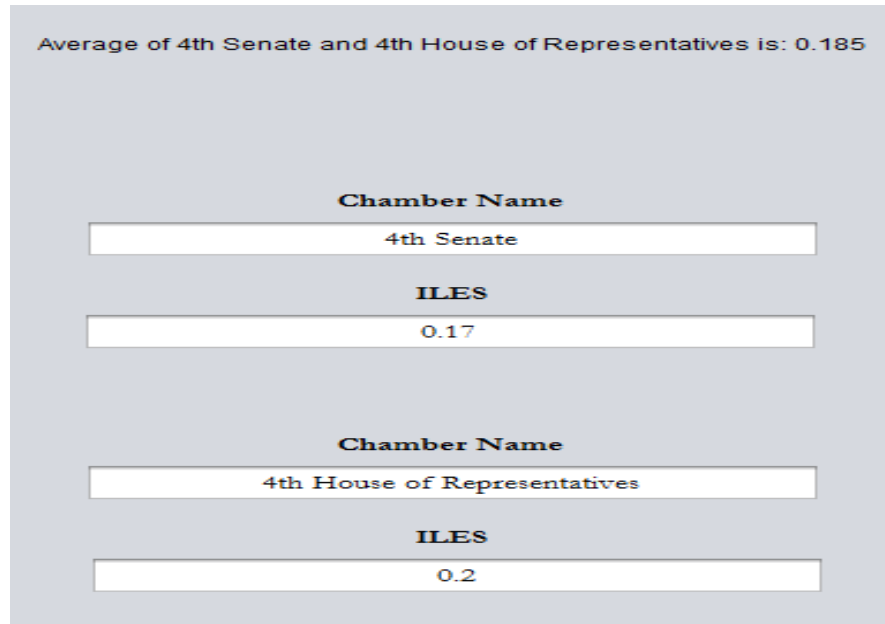 Average of 4th Senate and 4th House of Representatives is: 0.185
Chamber Name
4th Senate
ILES
0.17
Chamber Name
4th House of Representatives
ILES
0.2